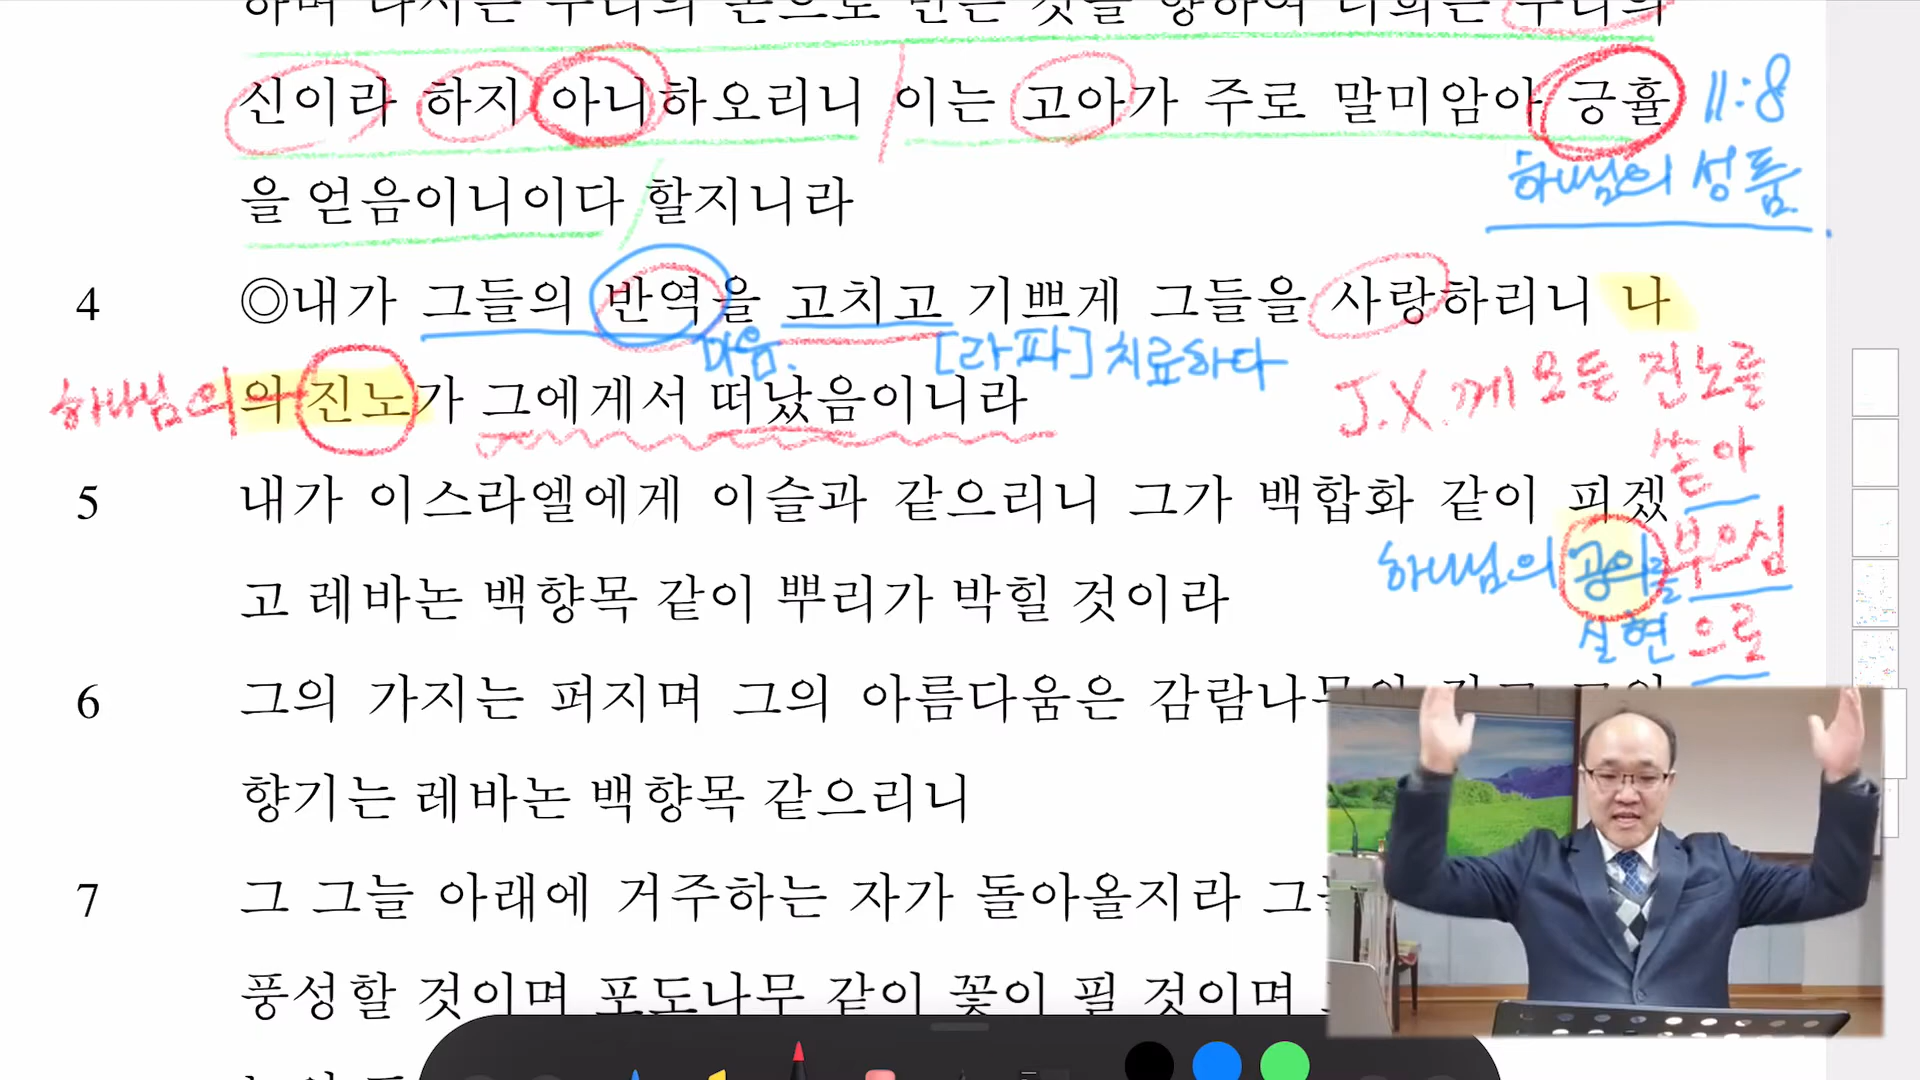 신이라 하지 아니하오리니 이는 고아가 주로 말미암아 긍휼 11:8
을 얻음이니이다 할지니라
하나님의 성품
4 ◎내가 그들의 반역을 고치고 기쁘게 그들을 사랑하리니 나
마음. [라파] 치료하다
하나님의 의 진노가 그에게서 떠났음이니라
J.X.께 모든 진노를
쏟아
부으심
으로
5 내가 이스라엘에게 이슬과 같으리니 그가 백합화 같이 피겠
하나님의 공의를
실현
고 레바논 백향목 같이 뿌리가 박힐 것이라
6 그의 가지는 퍼지며 그의 아름다움은 감람나무와
향기는 레바논 백향목 같으리니
7 그 그늘 아래에 거주하는 자가 돌아올지라
풍성할 것이며 포도나무 같이 꽃이 필 것이며